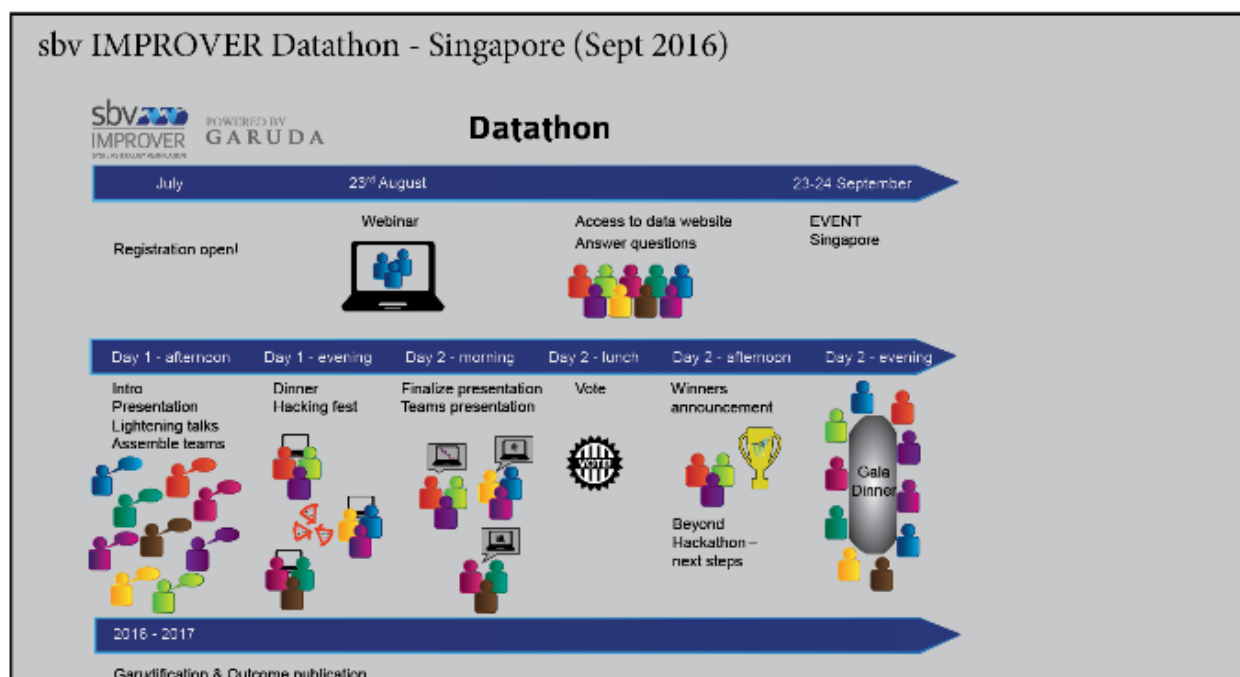 sbv IMPROVER Datathon - Singapore (Sept 2016)
sbv
IMPROVER
POWERED BY
GARUDA
Datathon
July 23rd August 23-24 September
Registration open!
Webinar
Access to data website
Answer questions
EVENT
Singapore
Day 1 - afternoon Day 1 - evening Day 2 - morning Day 2 - lunch Day 2 - afternoon Day 2 - evening
Intro
Presentation
Lightening talks
Assemble teams
Dinner
Hacking fest
Finalize presentation
Teams presentation
Vote
VOTE
Winners
announcement
Beyond
Hackathon –
next steps
Gala
Dinner
2016 - 2017
Garudification & Outcome publication